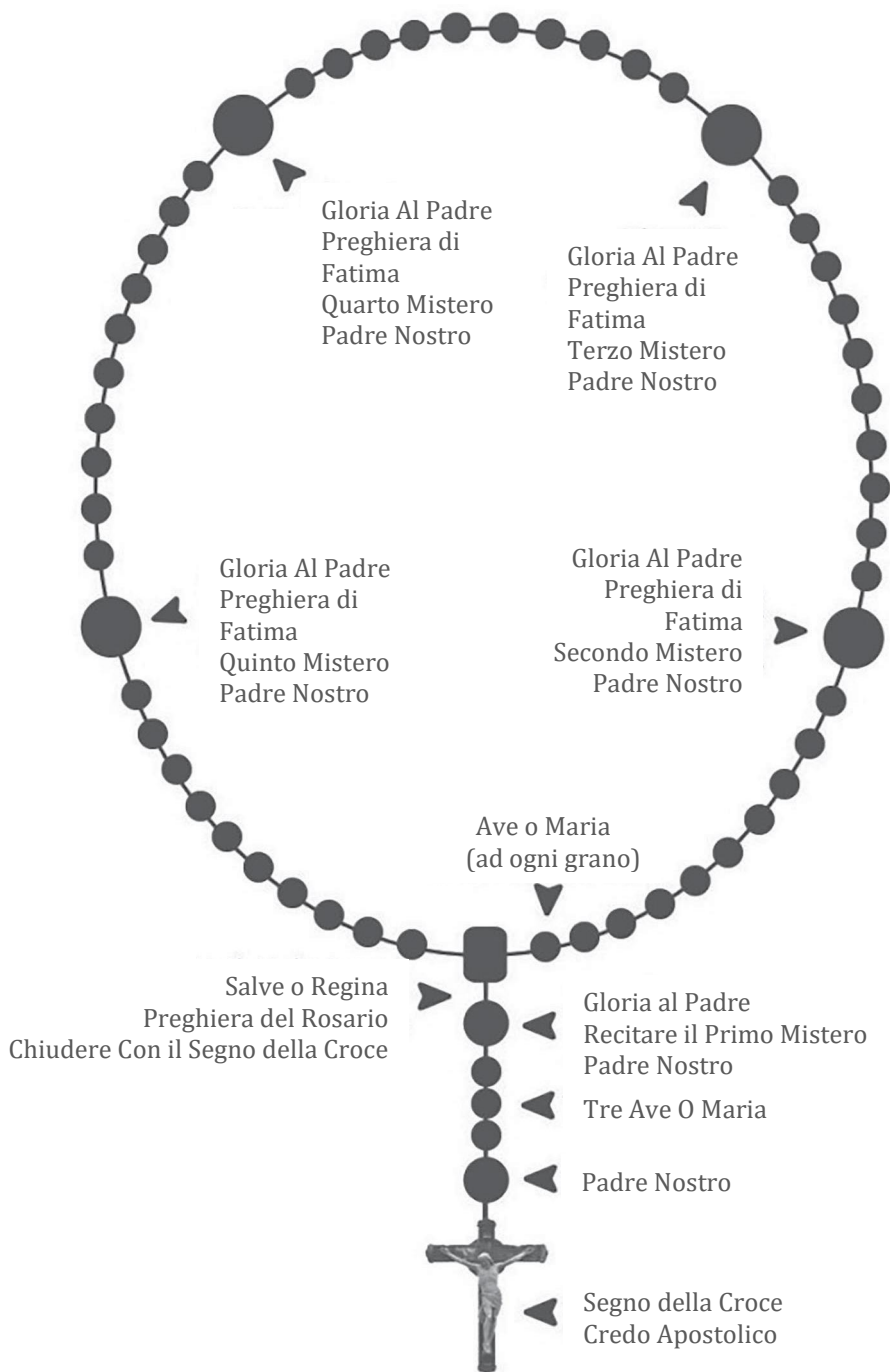 Gloria Al Padre
Preghiera di
Fatima
Quarto Mistero
Padre Nostro
Gloria Al Padre
Preghiera di
Fatima
Terzo Mistero
Padre Nostro
Gloria Al Padre
Preghiera di
Fatima
Quinto Mistero
Padre Nostro
Gloria Al Padre
Preghiera di
Fatima
Secondo Mistero
Padre Nostro
Ave o Maria
(ad ogni grano)
Salve o Regina
Preghiera del Rosario
Chiudere Con il Segno della Croce
Gloria al Padre
Recitare il Primo Mistero
Padre Nostro
Tre Ave O Maria
Padre Nostro
Segno della Croce
Credo Apostolico